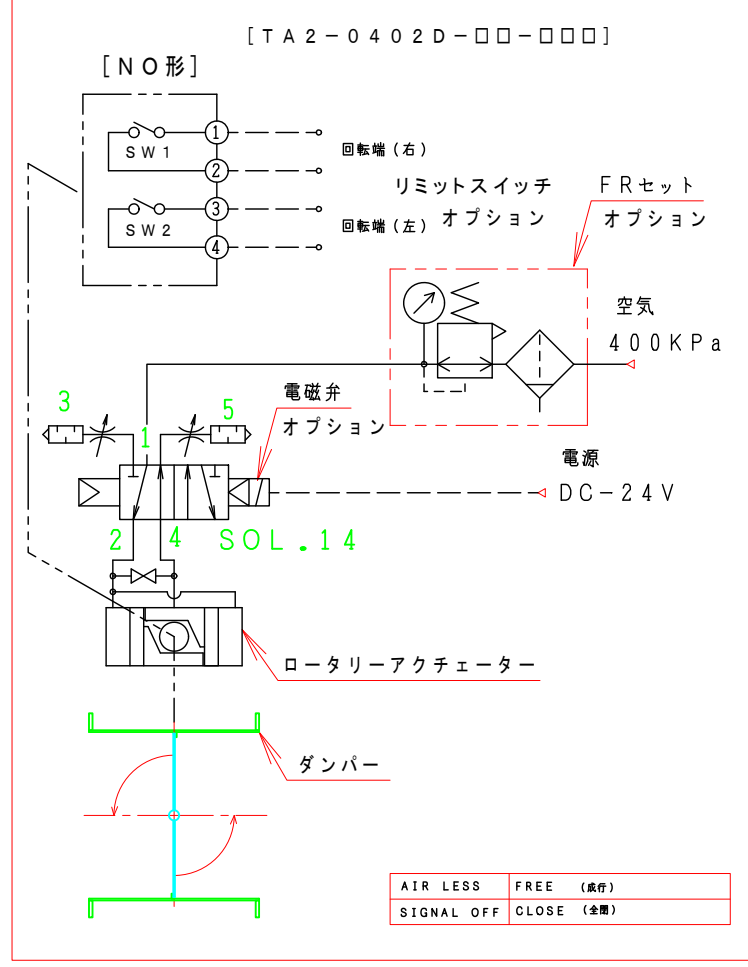 [TA2-0402D-□□-□□□]
[NO形]
1
SW1
2
回転端(右)
3
SW2
4
回転端(左)
リミットスイッチ
オプション
FRセット
オプション
空気
400KPa
電磁弁
オプション
3
1
5
電源
DC-24V
2
4
SOL.14
ロータリーアクチェーター
ダンパー
AIR LESS FREE (成行)
SIGNAL OFF CLOSE (全閉)